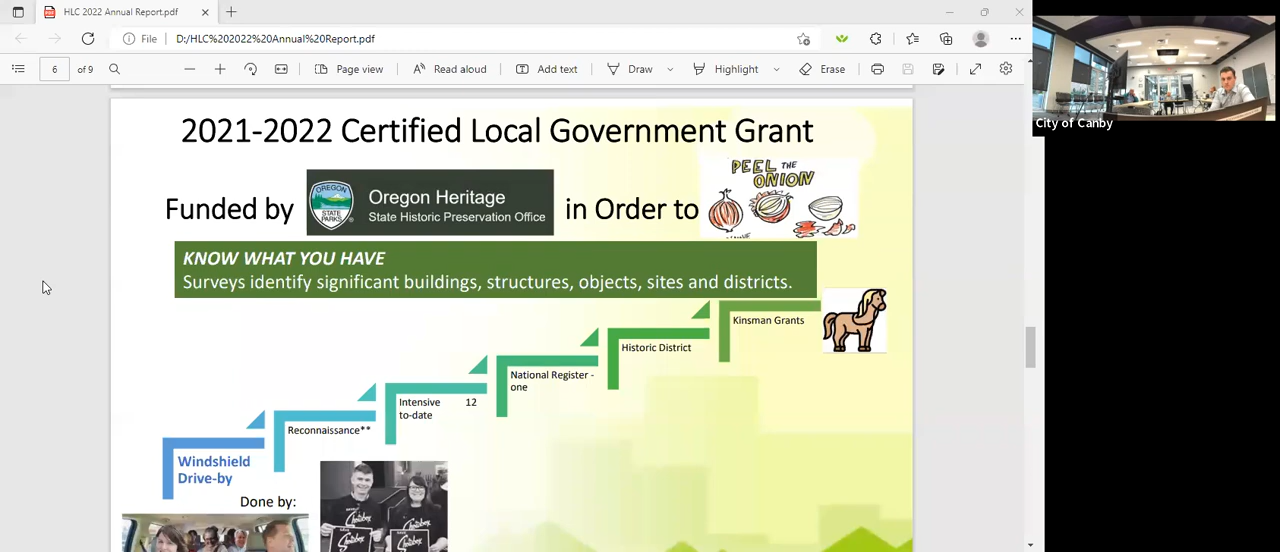 HLC 2022 Annual Report.pdf
File
D:/HLC%202022%20Annual%20Report.pdf
6 of 9
Page view
Read aloud
Add text
Draw
Highlight
Erase
City of Canby
2021-2022 Certified Local Government Grant
PEEL THE
ONION
Funded by
OREGON
STATE
PARKS
Oregon Heritage
State Historic Preservation Office
in Order to
KNOW WHAT YOU HAVE
Surveys identify significant buildings, structures, objects, sites and districts.
Kinsman Grants
Historic District
National Register -
one
Intensive 12
to-date
Reconnaissance**
Windshield
Drive-by
Done by: